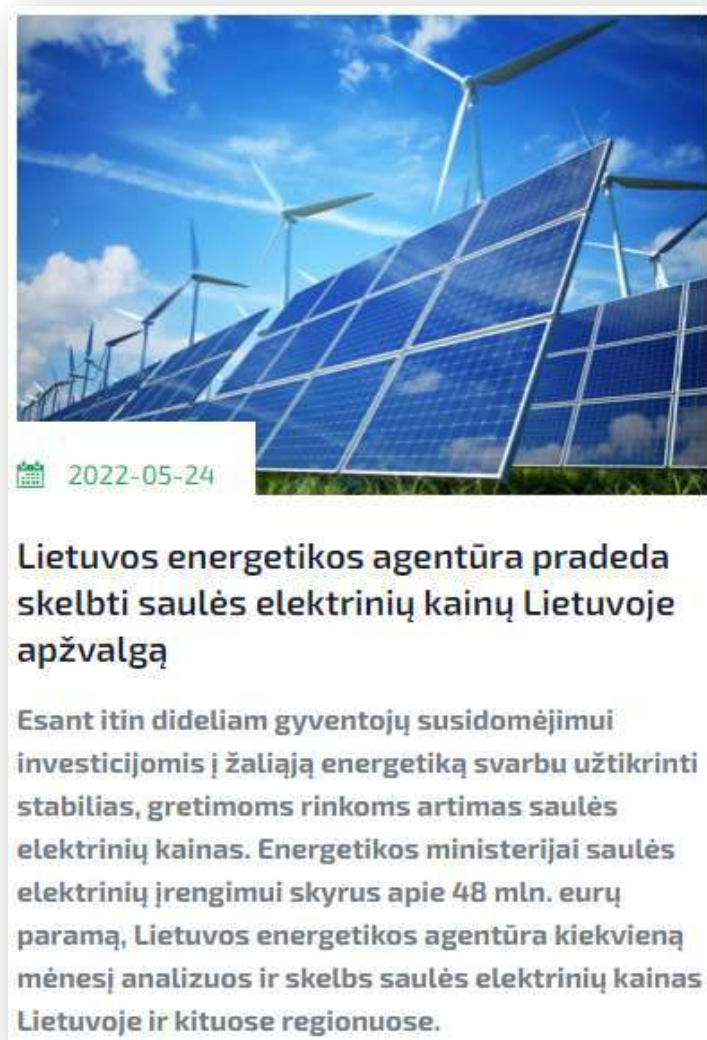 2022-05-24
Lietuvos energetikos agentūra pradeda
skelbti saulės elektrinių kainų Lietuvoje
apžvalgą
Esant itin dideliam gyventojų susidomėjimui
investicijomis į žaliąją energetiką svarbu užtikrinti
stabilias, gretimoms rinkoms artimas saulės
elektrinių kainas. Energetikos ministerijai saulės
elektrinių įrengimui skyrus apie 48 mln. eurų
paramą, Lietuvos energetikos agentūra kiekvieną
mėnesį analizuos ir skelbs saulės elektrinių kainas
Lietuvoje ir kituose regionuose.